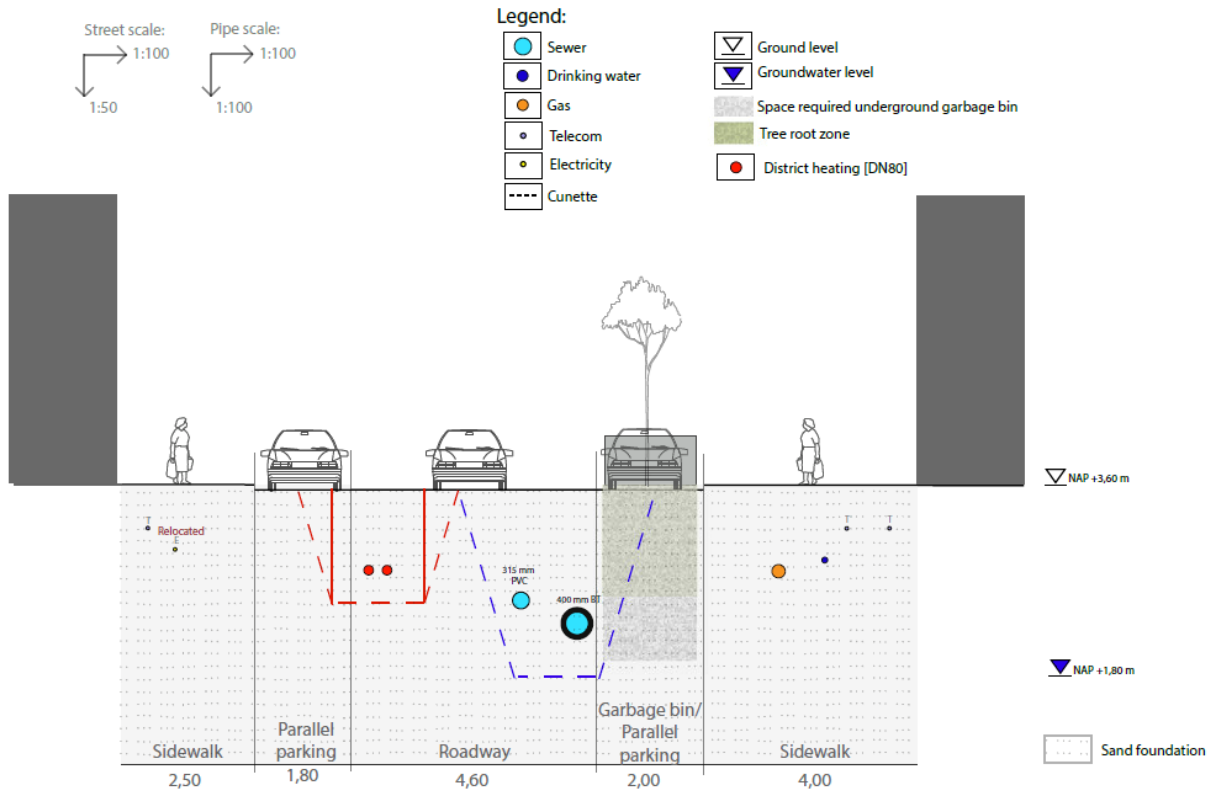 Street scale:
1:100
1:50
Pipe scale:
1:100
1:100
Legend:
Sewer
Drinking water
Gas
Telecom
Electricity
Cunette
Ground level
Groundwater level
Space required underground garbage bin
Tree root zone
District heating [DN80]
NAP +3,60 m
T
Relocated
E
T
T
315 mm
PVC
400 mm BT
NAP +1,80 m
Sidewalk
2,50
Parallel
parking
1,80
Roadway
4,60
Garbage bin/
Parallel
parking
2,00
Sidewalk
4,00
Sand foundation